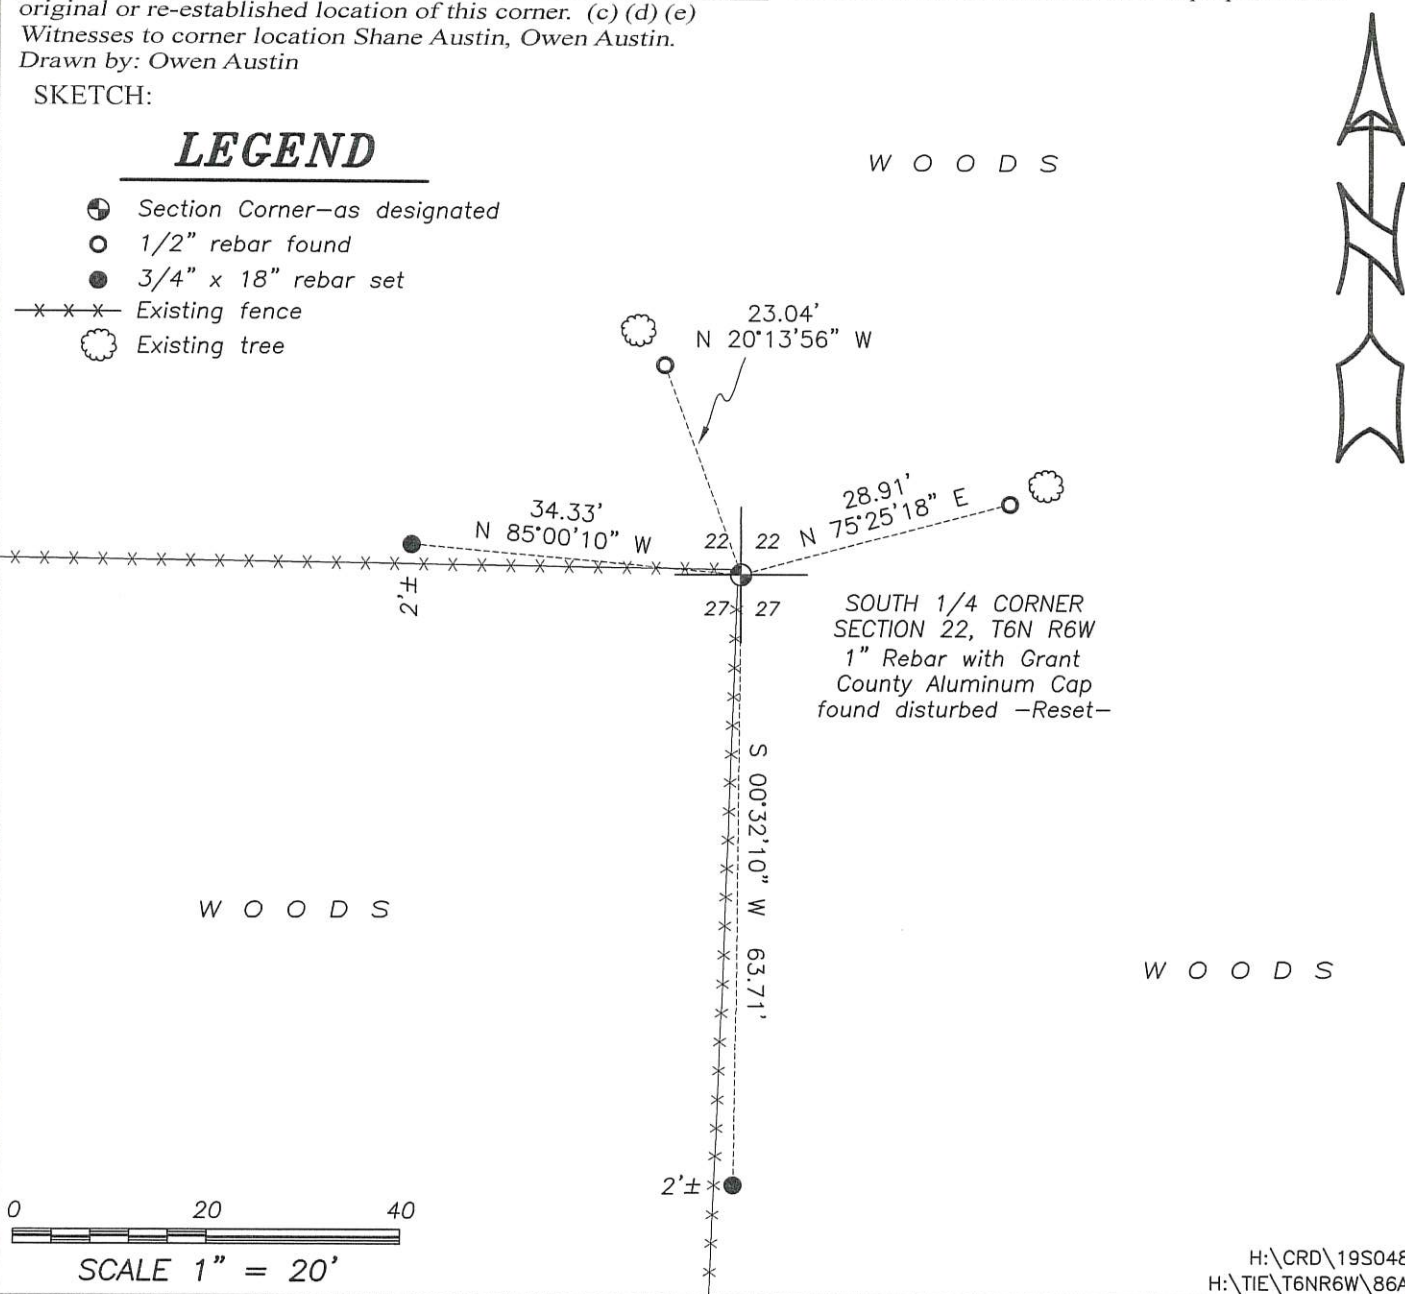 original or re-established location of this corner. (c) (d) (e)
Witnesses to corner location Shane Austin, Owen Austin.
Drawn by: Owen Austin
SKETCH:
LEGEND
Section Corner—as designated
1/2" rebar found
3/4" x 18" rebar set
Existing fence
Existing tree
W O O D S
N
23.04'
N 20°13'56" W
34.33'
N 85°00'10" W
28.91'
N 75°25'18" E
22 22
27 27
2'±
SOUTH 1/4 CORNER
SECTION 22, T6N R6W
1" Rebar with Grant
County Aluminum Cap
found disturbed —Reset—
S 00°32'10" W 63.71'
W O O D S
W O O D S
2'±
0 20 40
SCALE 1" = 20'
H:\CRD\19S048
H:\TIE\T6NR6W\86A